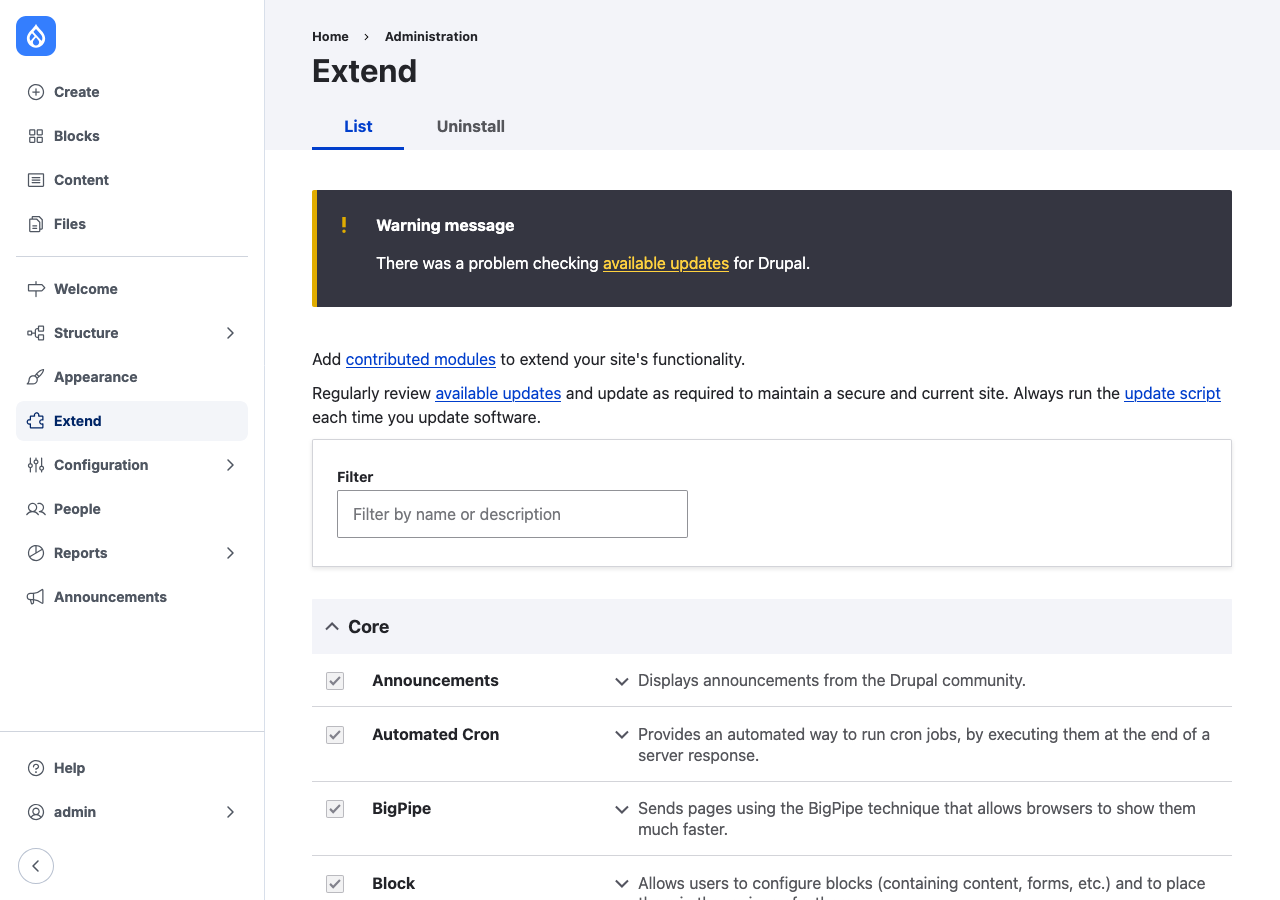 Create
Blocks
Content
Files
Welcome
Structure
Appearance
Extend
Configuration
People
Reports
Announcements
Help
admin
Home › Administration
Extend
List Uninstall
Warning message
There was a problem checking available updates for Drupal.
Add contributed modules to extend your site's functionality.
Regularly review available updates and update as required to maintain a secure and current site. Always run the update script
each time you update software.
Filter
Filter by name or description
Core
Announcements Displays announcements from the Drupal community.
Automated Cron Provides an automated way to run cron jobs, by executing them at the end of a
server response.
BigPipe Sends pages using the BigPipe technique that allows browsers to show them
much faster.
Block Allows users to configure blocks (containing content, forms, etc.) and to place